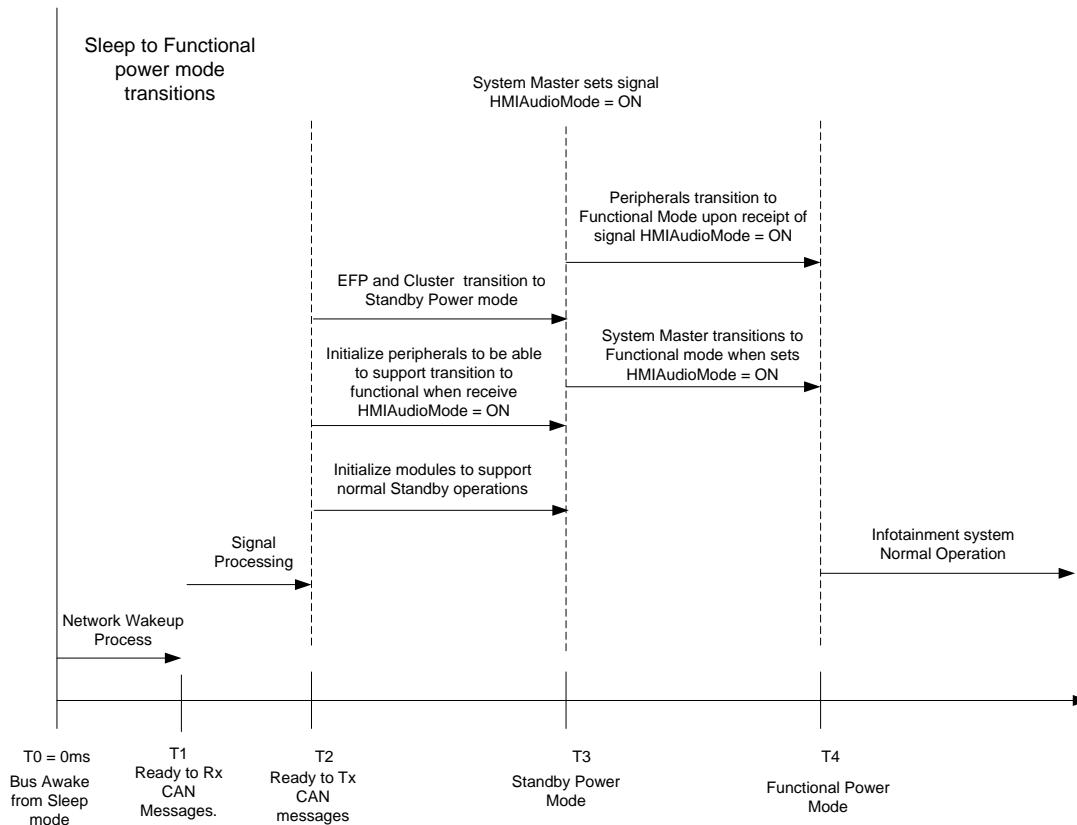 Sleep to Functional
power mode
transitions
System Master sets signal
HMIAudioMode = ON
Peripherals transition to
Functional Mode upon receipt of
signal HMIAudioMode = ON
EFP and Cluster transition to
Standby Power mode
System Master transitions to
Functional mode when sets
HMIAudioMode = ON
Initialize peripherals to be able
to support transition to
functional when receive
HMIAudioMode = ON
Initialize modules to support
normal Standby operations
Signal
Processing
Infotainment system
Normal Operation
Network Wakeup
Process
T0 = 0ms
Bus Awake
from Sleep
mode
T1
Ready to Rx
CAN
Messages.
T2
Ready to Tx
CAN
messages
T3
Standby Power
Mode
T4
Functional Power
Mode